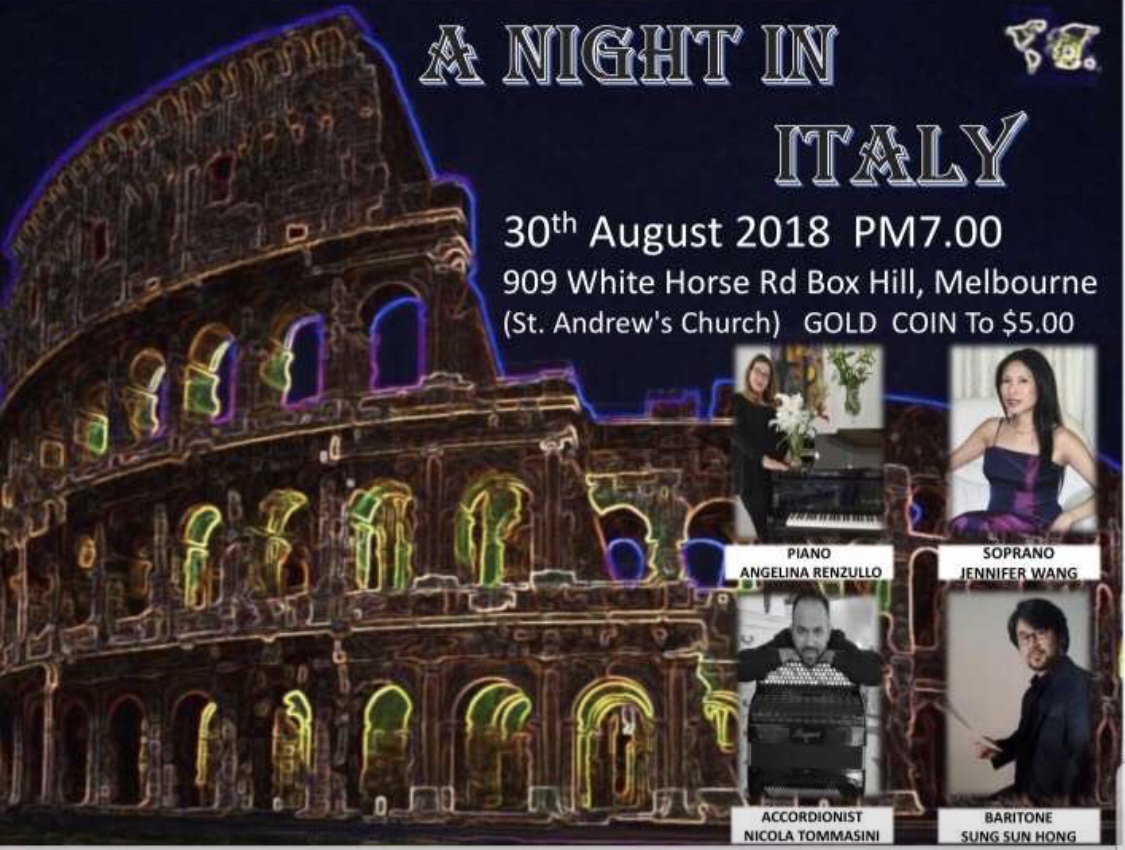 A NIGHT IN
ITALY
30th August 2018 PM7.00
909 White Horse Rd Box Hill, Melbourne
(St. Andrew's Church) GOLD COIN To $5.00
PIANO
ANGELINA RENZULLO
SOPRANO
JENNIFER WANG
ACCORDIONIST
NICOLA TOMMASINI
BARITONE
SUNG SUN HONG